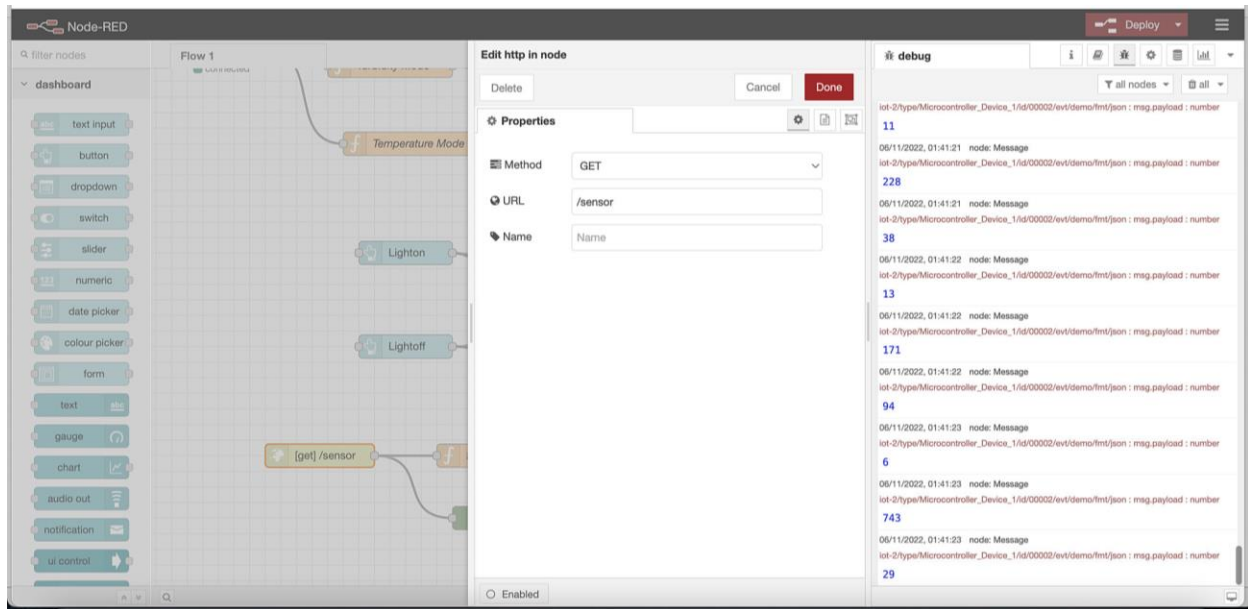 Node-RED
Deploy
filter nodes
dashboard
text input
button
dropdown
switch
slider
numeric
date picker
colour picker
form
text
abc
gauge
chart
audio out
notification
ui control
Flow 1
connected
Temperature Mode
Lighton
Lightoff
[get] /sensor
Edit http in node
Delete
Cancel
Done
Properties
Method
GET
URL
/sensor
Name
Name
Enabled
debug
i
all nodes
all
iot-2/type/Microcontroller_Device_1/id/00002/evt/demo/fmt/json : msg.payload : number
11
06/11/2022, 01:41:21 node: Message
iot-2/type/Microcontroller_Device_1/id/00002/evt/demo/fmt/json : msg.payload : number
228
06/11/2022, 01:41:21 node: Message
iot-2/type/Microcontroller_Device_1/id/00002/evt/demo/fmt/json : msg.payload : number
38
06/11/2022, 01:41:22 node: Message
iot-2/type/Microcontroller_Device_1/id/00002/evt/demo/fmt/json : msg.payload : number
13
06/11/2022, 01:41:22 node: Message
iot-2/type/Microcontroller_Device_1/id/00002/evt/demo/fmt/json : msg.payload : number
171
06/11/2022, 01:41:22 node: Message
iot-2/type/Microcontroller_Device_1/id/00002/evt/demo/fmt/json : msg.payload : number
94
06/11/2022, 01:41:23 node: Message
iot-2/type/Microcontroller_Device_1/id/00002/evt/demo/fmt/json : msg.payload : number
6
06/11/2022, 01:41:23 node: Message
iot-2/type/Microcontroller_Device_1/id/00002/evt/demo/fmt/json : msg.payload : number
743
06/11/2022, 01:41:23 node: Message
iot-2/type/Microcontroller_Device_1/id/00002/evt/demo/fmt/json : msg.payload : number
29